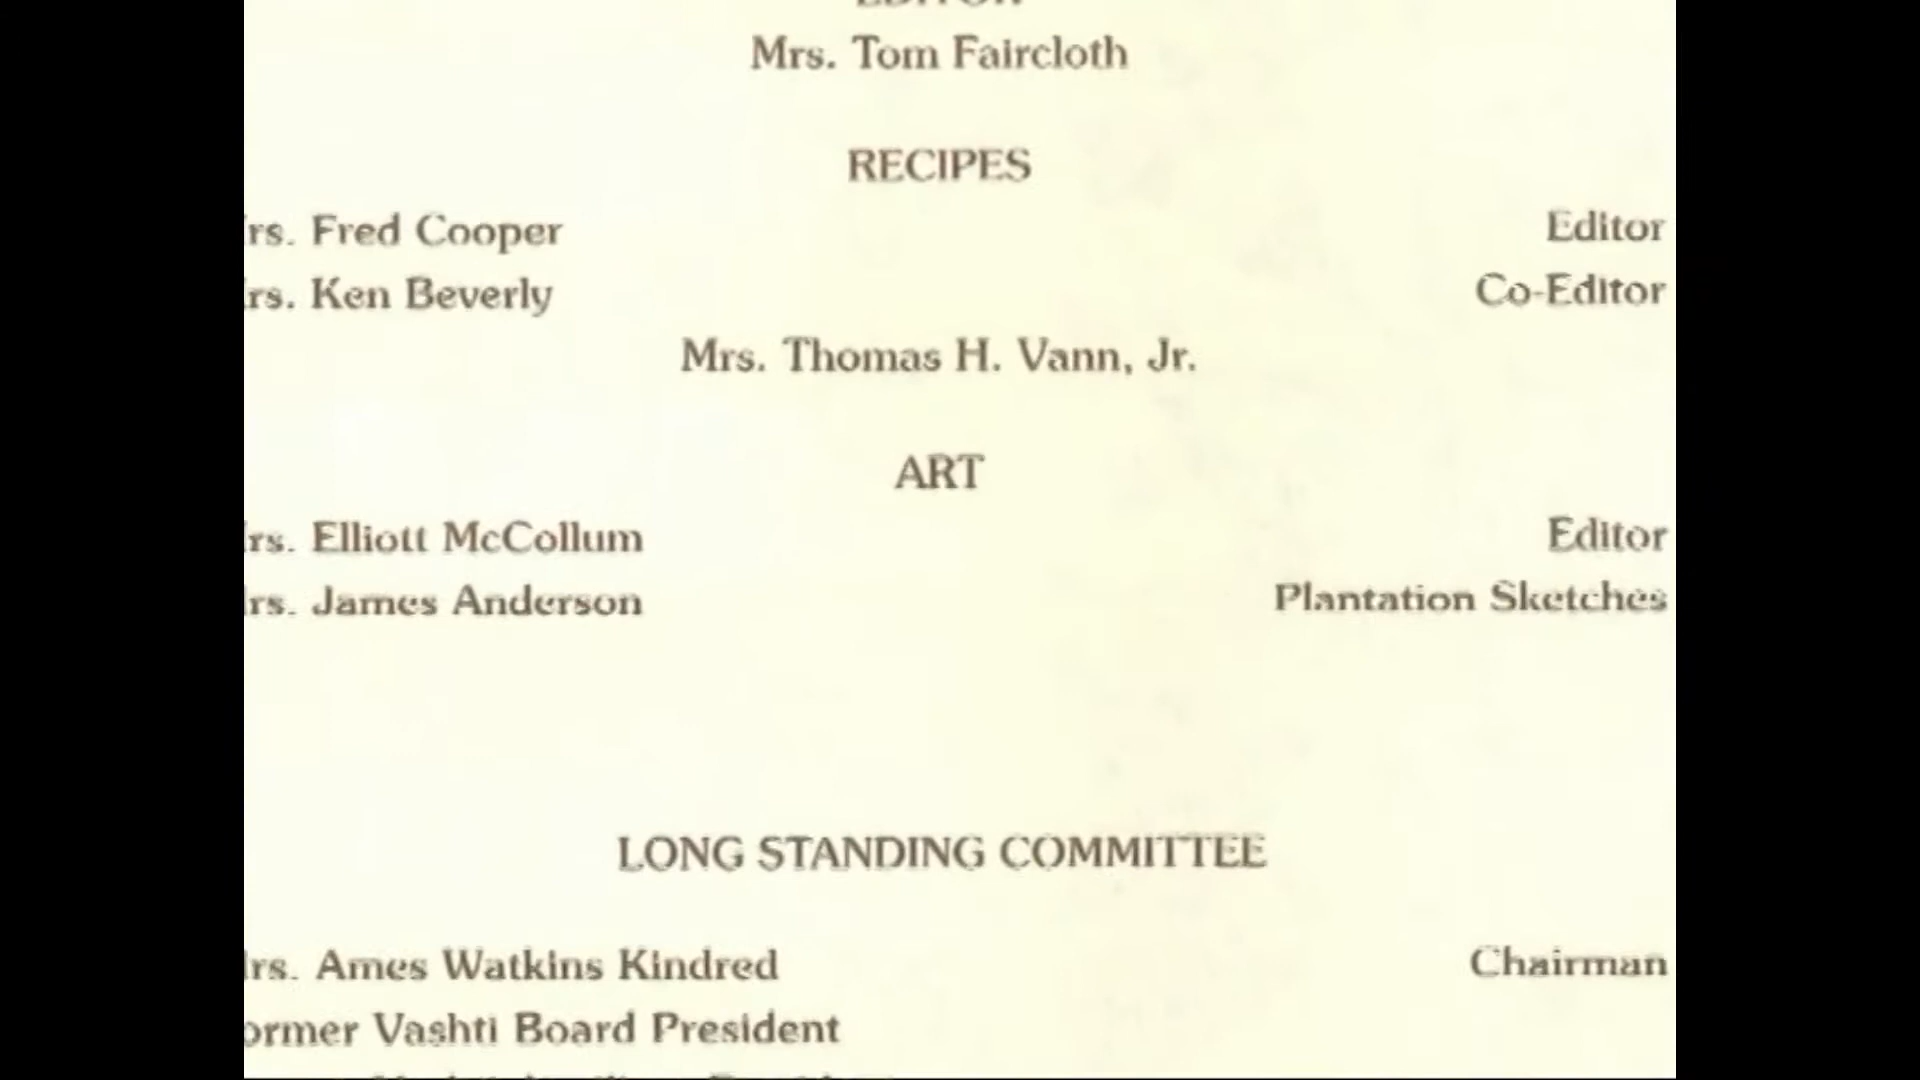 EDITOR
Mrs. Tom Faircloth
RECIPES
rs. Fred Cooper Editor
rs. Ken Beverly Co-Editor
Mrs. Thomas H. Vann, Jr.
ART
rs. Elliott McCollum Editor
rs. James Anderson Plantation Sketches
LONG STANDING COMMITTEE
rs. Ames Watkins Kindred Chairman
ormer Vashti Board President